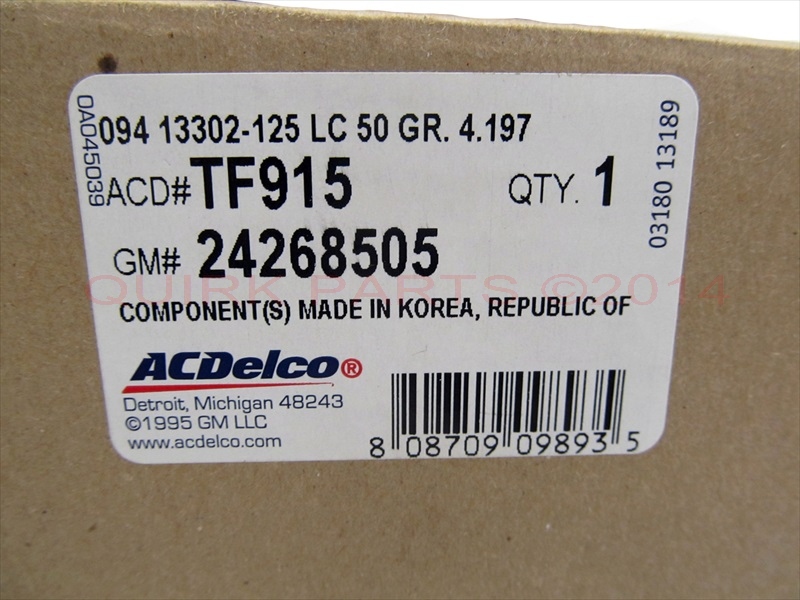 094 13302-125 LC 50 GR. 4.197
0A045039
ACD# TF915
QTY. 1
03180 13189
GM# 24268505
QUIRK PARTS ©2014
COMPONENT(S) MADE IN KOREA, REPUBLIC OF
ACDelco®
Detroit, Michigan 48243
©1995 GM LLC
www.acdelco.com
8 08709 09893 5